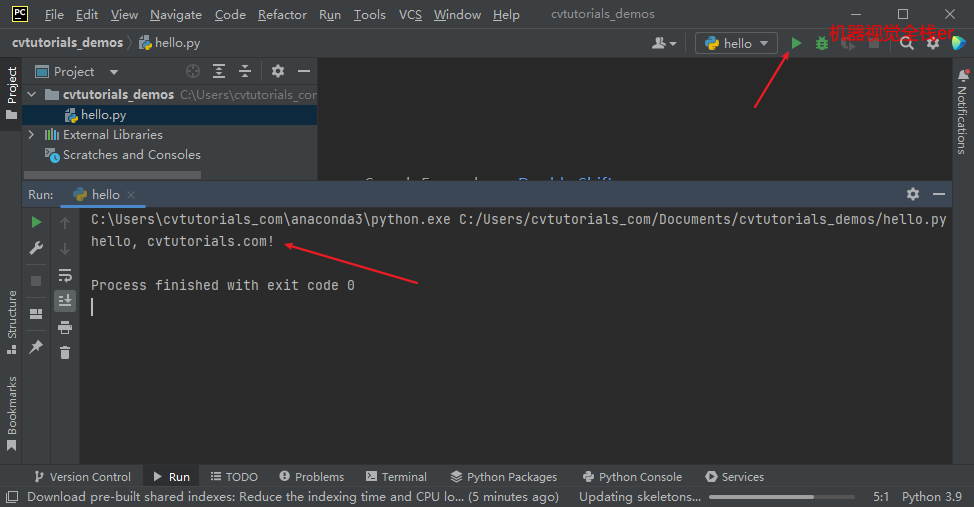 PC File Edit View Navigate Code Refactor Run Tools VCS Window Help cvtutorials_demos
机器视觉全栈er
cvtutorials_demos hello.py hello
Project
Project
cvtutorials_demos C:\Users\cvtutorials_cor
hello.py
External Libraries
Scratches and Consoles
Notifications
Run: hello
C:\Users\cvtutorials_com\anaconda3\python.exe C:/Users/cvtutorials_com/Documents/cvtutorials_demos/hello.py
hello, cvtutorials.com!
Process finished with exit code 0
Structure
Bookmarks
Version Control Run TODO Problems Terminal Python Packages Python Console Services
Download pre-built shared indexes: Reduce the indexing time and CPU lo... (5 minutes ago) Updating skeletons... 5:1 Python 3.9